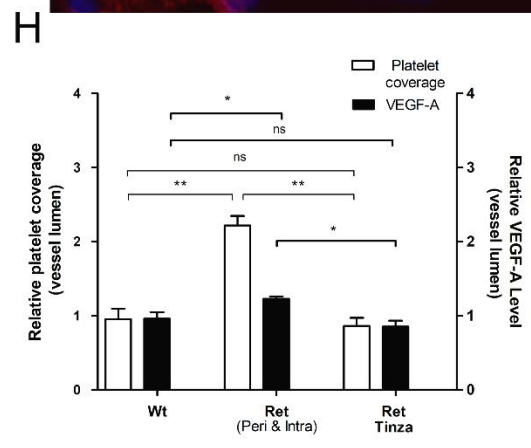 H
Platelet
coverage
VEGF-A
Relative platelet coverage
(vessel lumen)
4
3
2
1
0
*
ns
ns
**
**
*
4
3
2
1
0
Relative VEGF-A Level
(vessel lumen)
Wt
Ret
(Peri & Intra)
Ret
Tinza